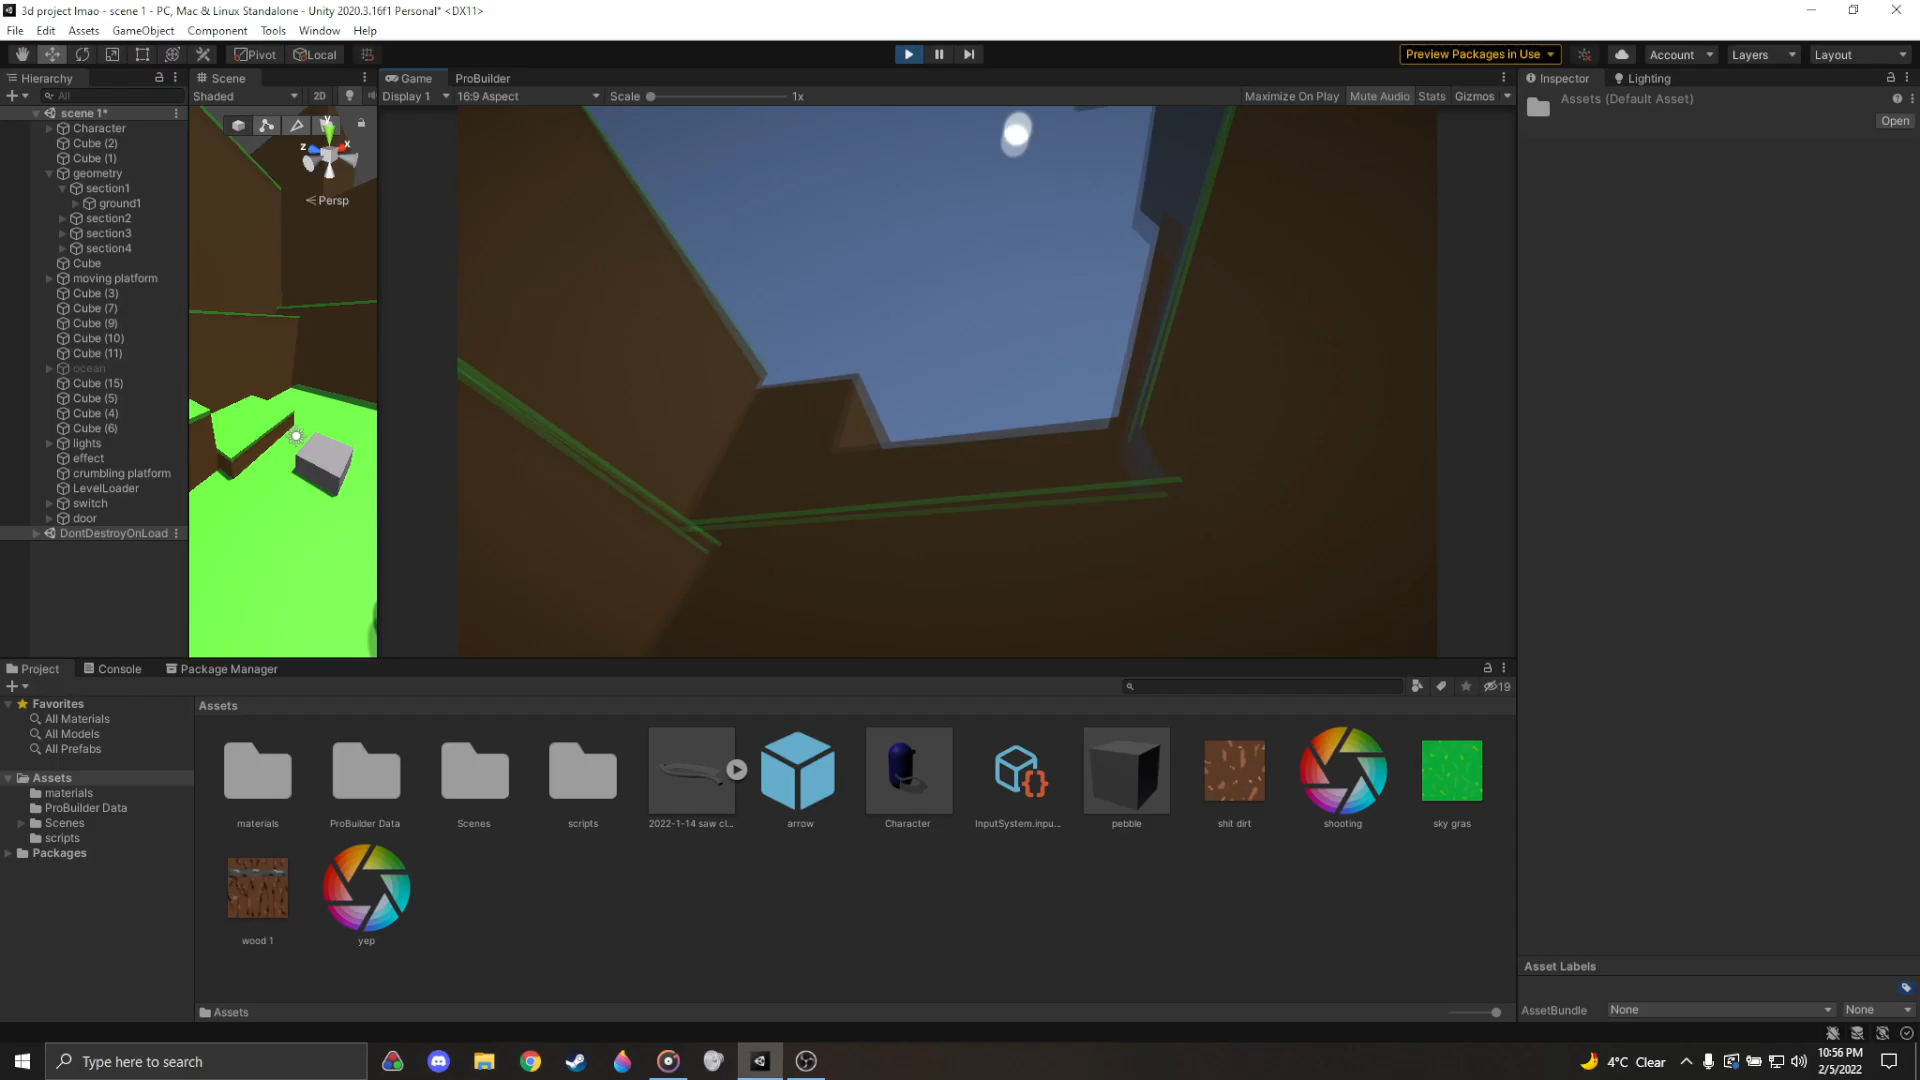 3d project lmao - scene 1 - PC, Mac & Linux Standalone - Unity 2020.3.16f1 Personal* <DX11>
File Edit Assets GameObject Component Tools Window Help
Pivot Local Preview Packages in Use Account Layers Layout
Hierarchy Scene Game ProBuilder Inspector Lighting
All Shaded 2D Display 1 16:9 Aspect Scale 1x Maximize On Play Mute Audio Stats Gizmos
Assets (Default Asset)
Open
scene 1*
Character
Cube (2)
Cube (1)
geometry
section1
ground1
section2
section3
section4
Cube
moving platform
Cube (3)
Cube (7)
Cube (9)
Cube (10)
Cube (11)
ocean
Cube (15)
Cube (5)
Cube (4)
Cube (6)
lights
effect
crumbling platform
LevelLoader
switch
door
DontDestroyOnLoad
y
z x
Persp
Project Console Package Manager
19
Favorites
All Materials
All Models
All Prefabs
Assets
materials
ProBuilder Data
Scenes
scripts
Packages
Assets
materials ProBuilder Data Scenes scripts 2022-1-14 saw cl... arrow Character InputSystem.inpu... pebble shit dirt shooting sky gras
wood 1 yep
Assets
Asset Labels
AssetBundle None None
Type here to search
4°C Clear
10:56 PM
2/5/2022